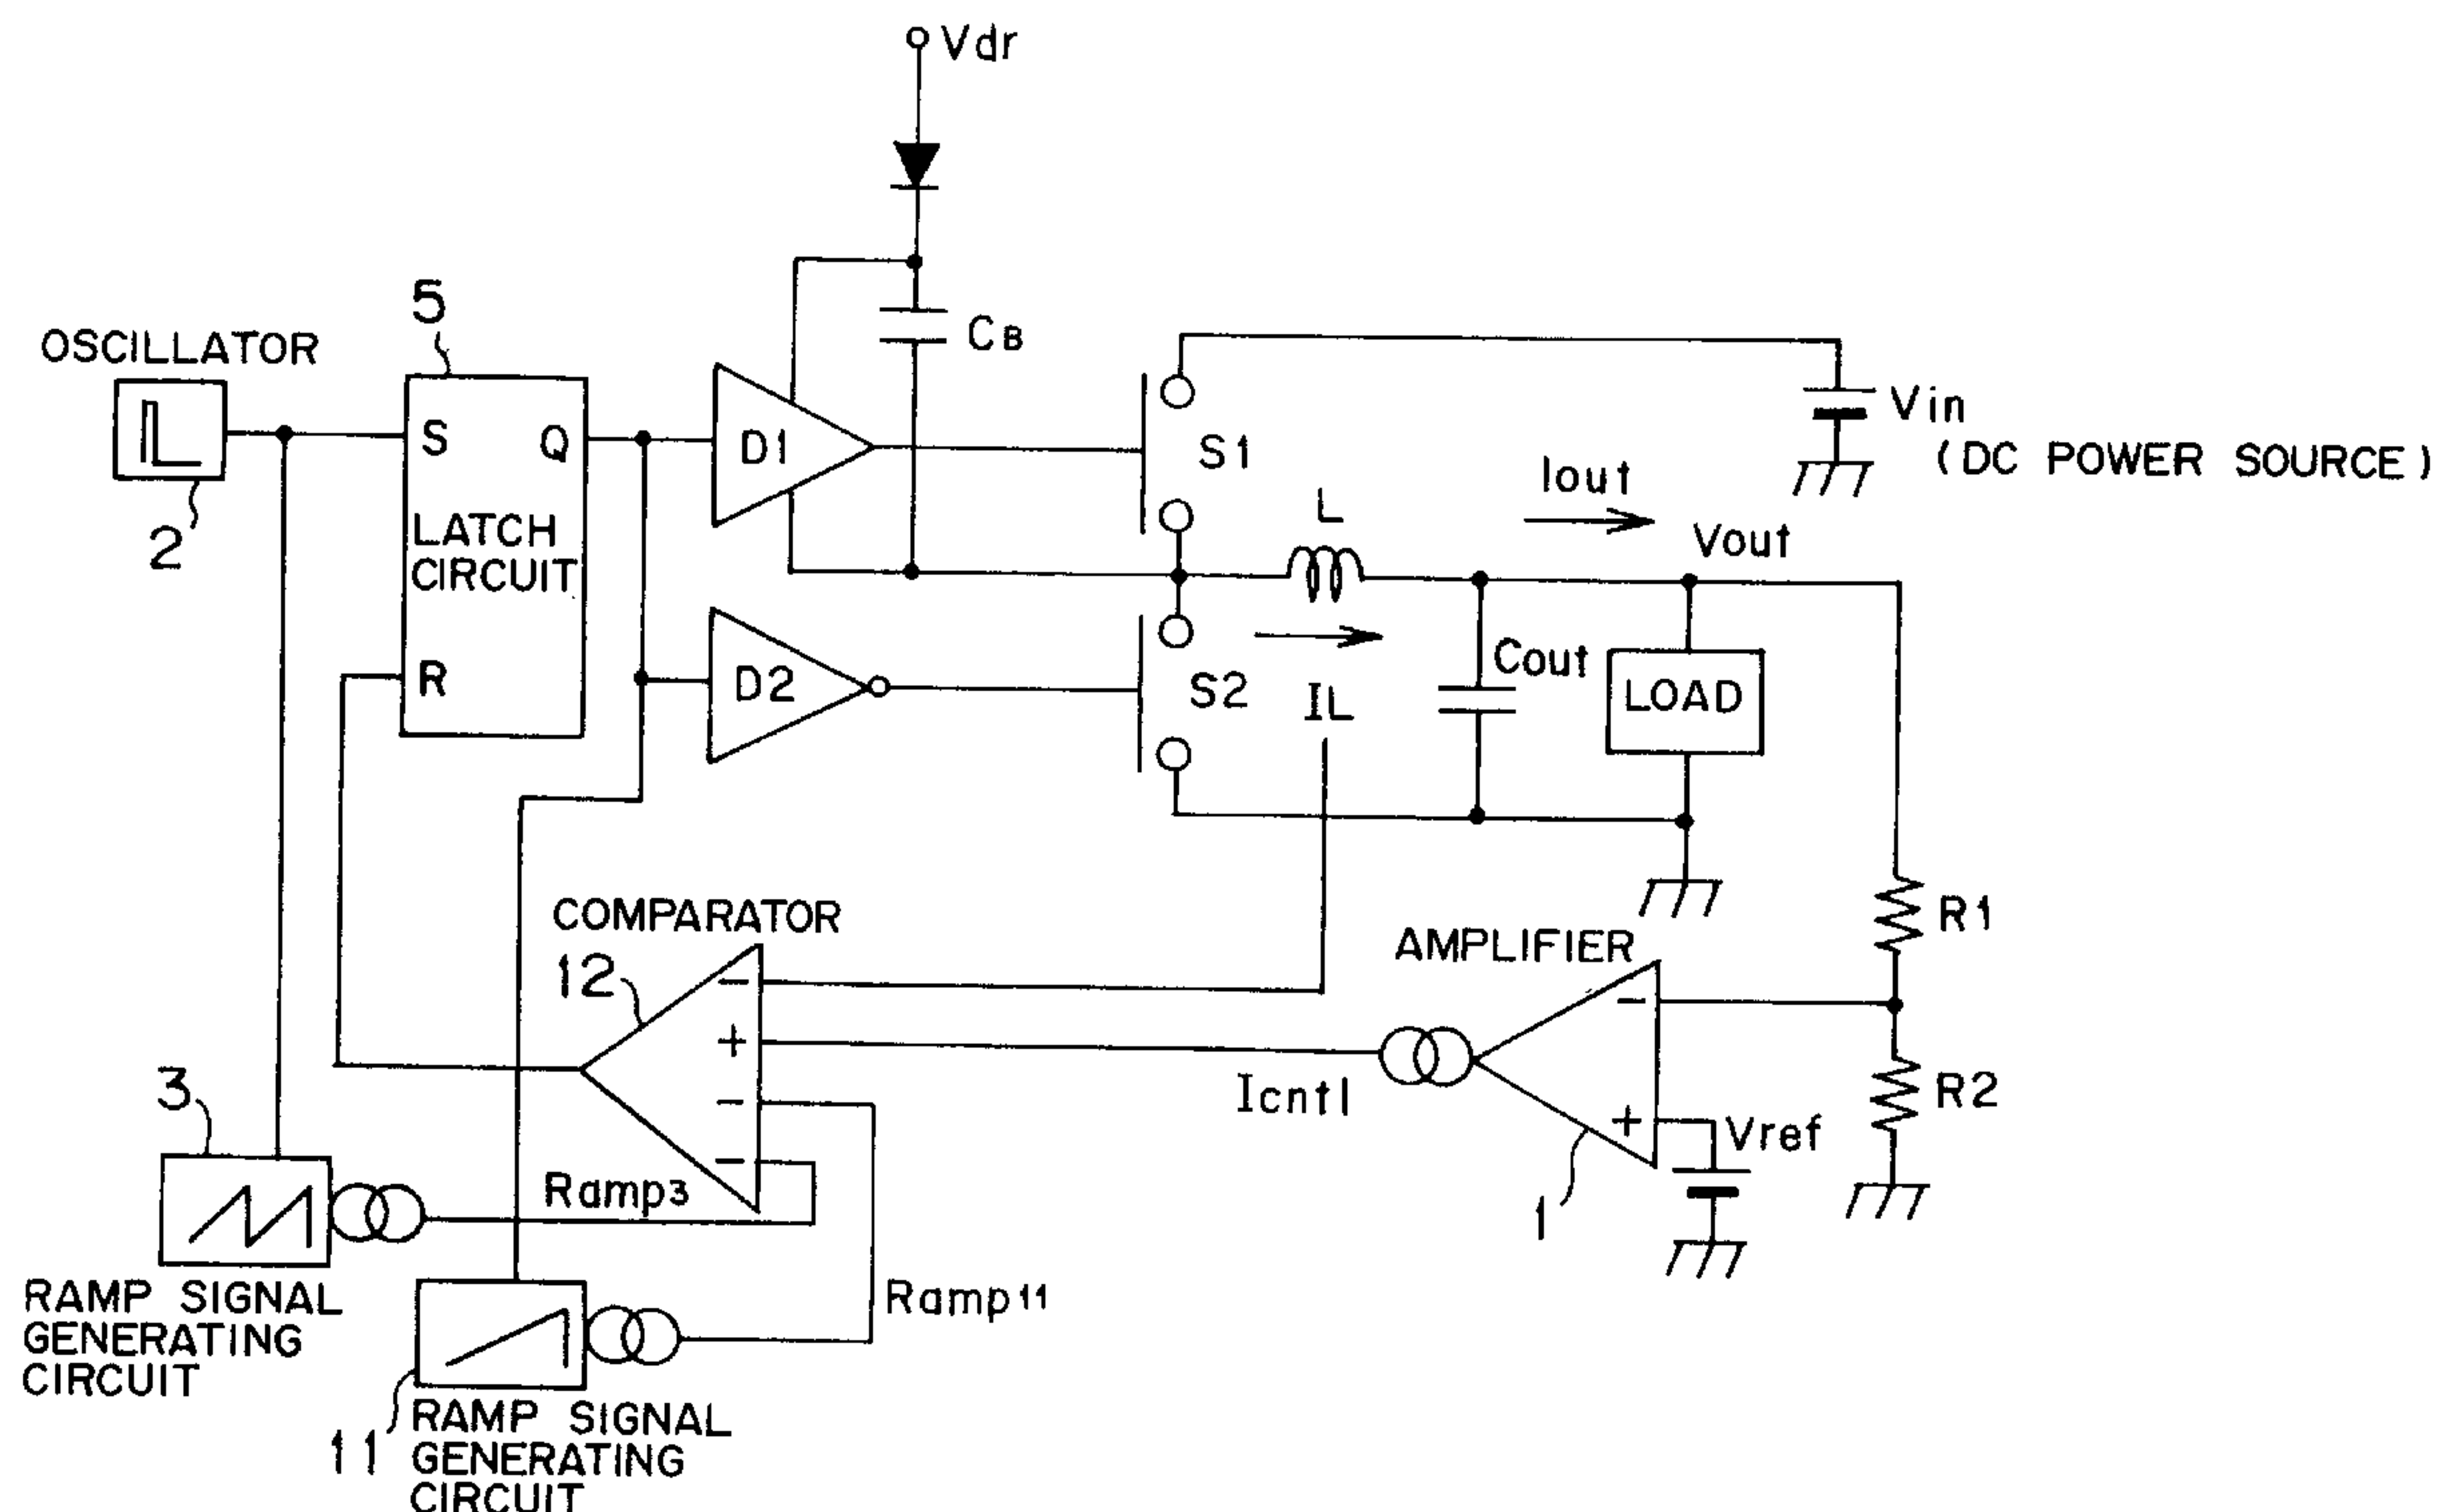 Vdr
5
OSCILLATOR
CB
S
Q
D1
S1
Vin
(DC POWER SOURCE)
2
LATCH
CIRCUIT
L
Iout
Vout
R
D2
S2
IL
Cout
LOAD
COMPARATOR
12
AMPLIFIER
R1
-
-
+
Icntl
R2
-
+
Vref
3
-
Ramp3
1
RAMP SIGNAL
GENERATING
CIRCUIT
Ramp11
11
RAMP SIGNAL
GENERATING
CIRCUIT